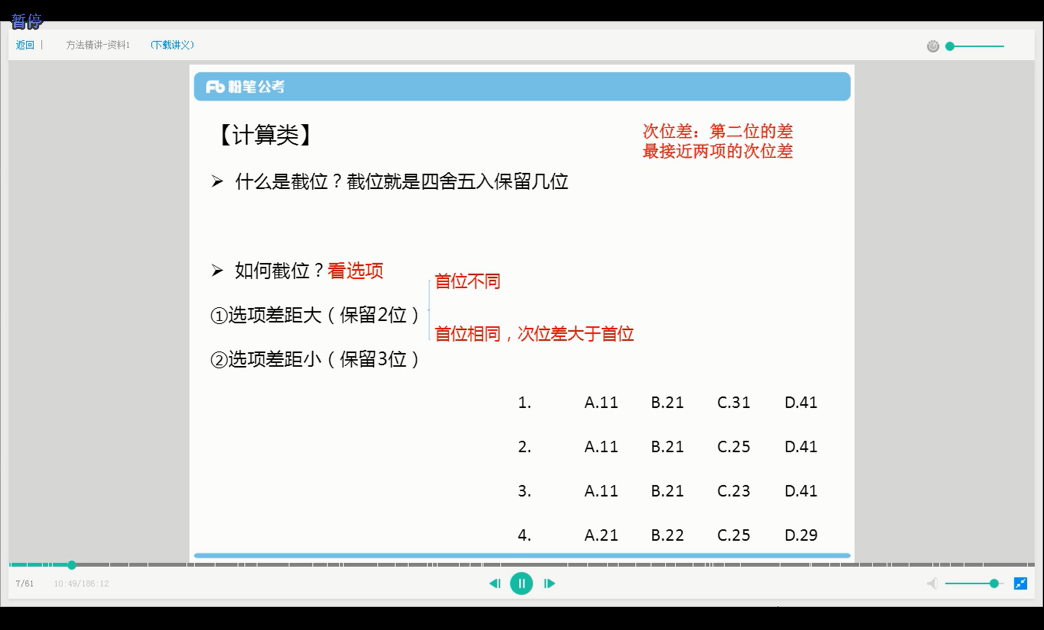 暂停
返回 | 方法精讲-资料1 (下载讲义)
Fb 粉笔公考
【计算类】
次位差：第二位的差
最接近两项的次位差
➢ 什么是截位？截位就是四舍五入保留几位
➢ 如何截位？看选项
首位不同
①选项差距大（保留2位）
首位相同，次位差大于首位
②选项差距小（保留3位）
1. A.11 B.21 C.31 D.41
2. A.11 B.21 C.25 D.41
3. A.11 B.21 C.23 D.41
4. A.21 B.22 C.25 D.29
7/61 10:49/186:12